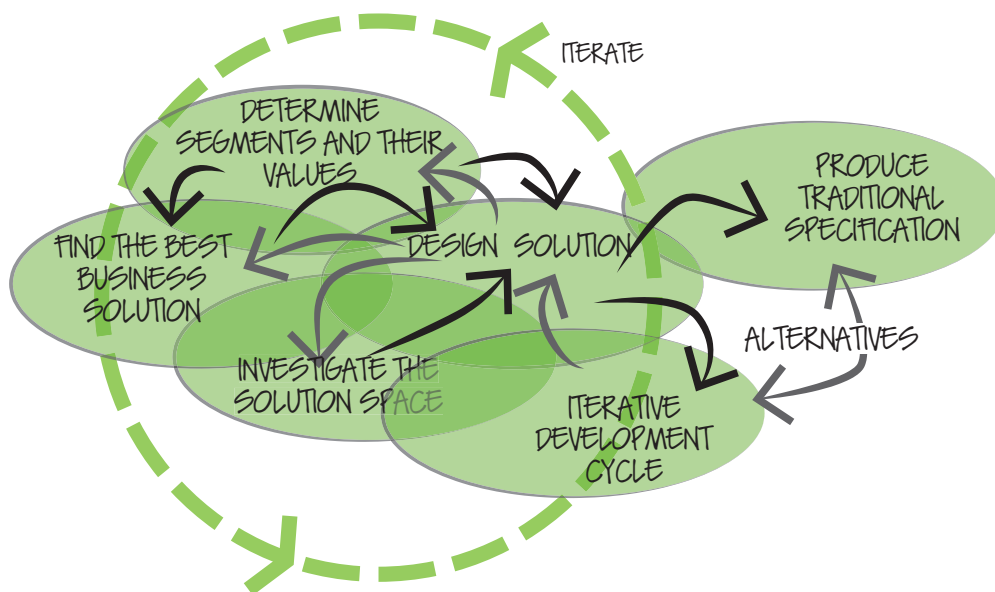 ITERATE
DETERMINE
SEGMENTS AND THEIR
VALUES
PRODUCE
TRADITIONAL
SPECIFICATION
FIND THE BEST
BUSINESS
SOLUTION
DESIGN SOLUTION
ALTERNATIVES
INVESTIGATE THE
SOLUTION SPACE
ITERATIVE
DEVELOPMENT
CYCLE